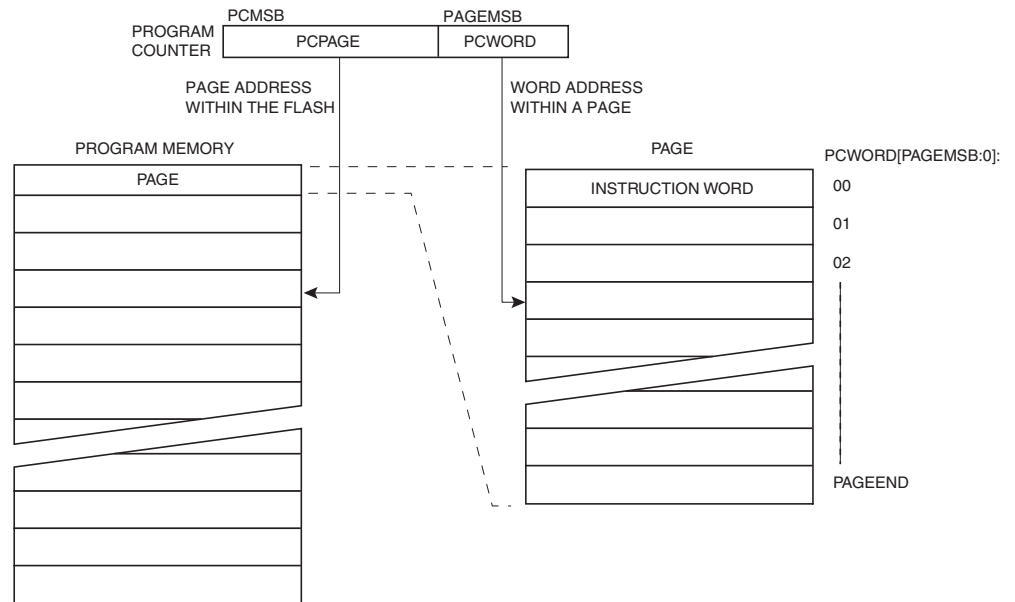 PCMSB
PAGEMSB
PROGRAM
COUNTER
PCPAGE
PCWORD
PAGE ADDRESS
WITHIN THE FLASH
WORD ADDRESS
WITHIN A PAGE
PROGRAM MEMORY
PAGE
PAGE
PCWORD[PAGEMSB:0]:
INSTRUCTION WORD
00
01
02
PAGEEND